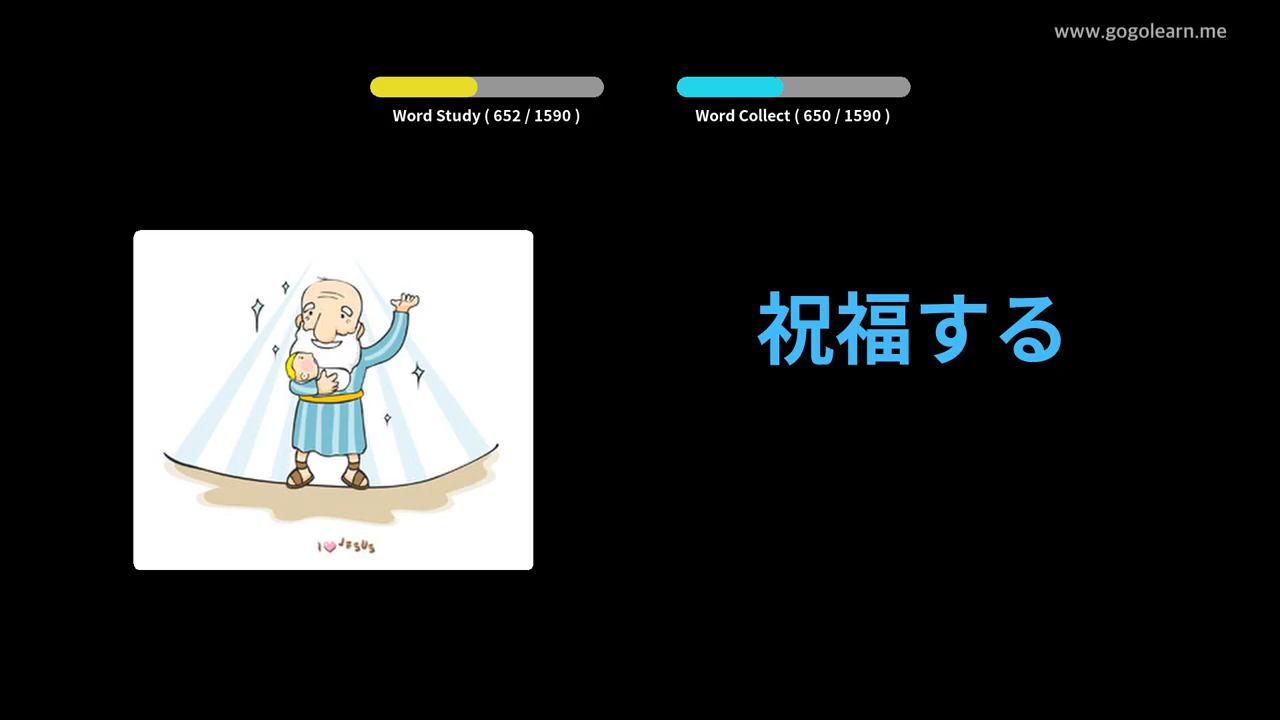 www.gogolearn.me
Word Study ( 652 / 1590 )
Word Collect ( 650 / 1590 )
祝福する
I JESUS